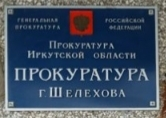 ГЕНЕРАЛЬНАЯ ПРОКУРАТУРА
РОССИЙСКОЙ ФЕДЕРАЦИИ
ПРОКУРАТУРА
ИРКУТСКОЙ ОБЛАСТИ
ПРОКУРАТУРА
Г.ШЕЛЕХОВА